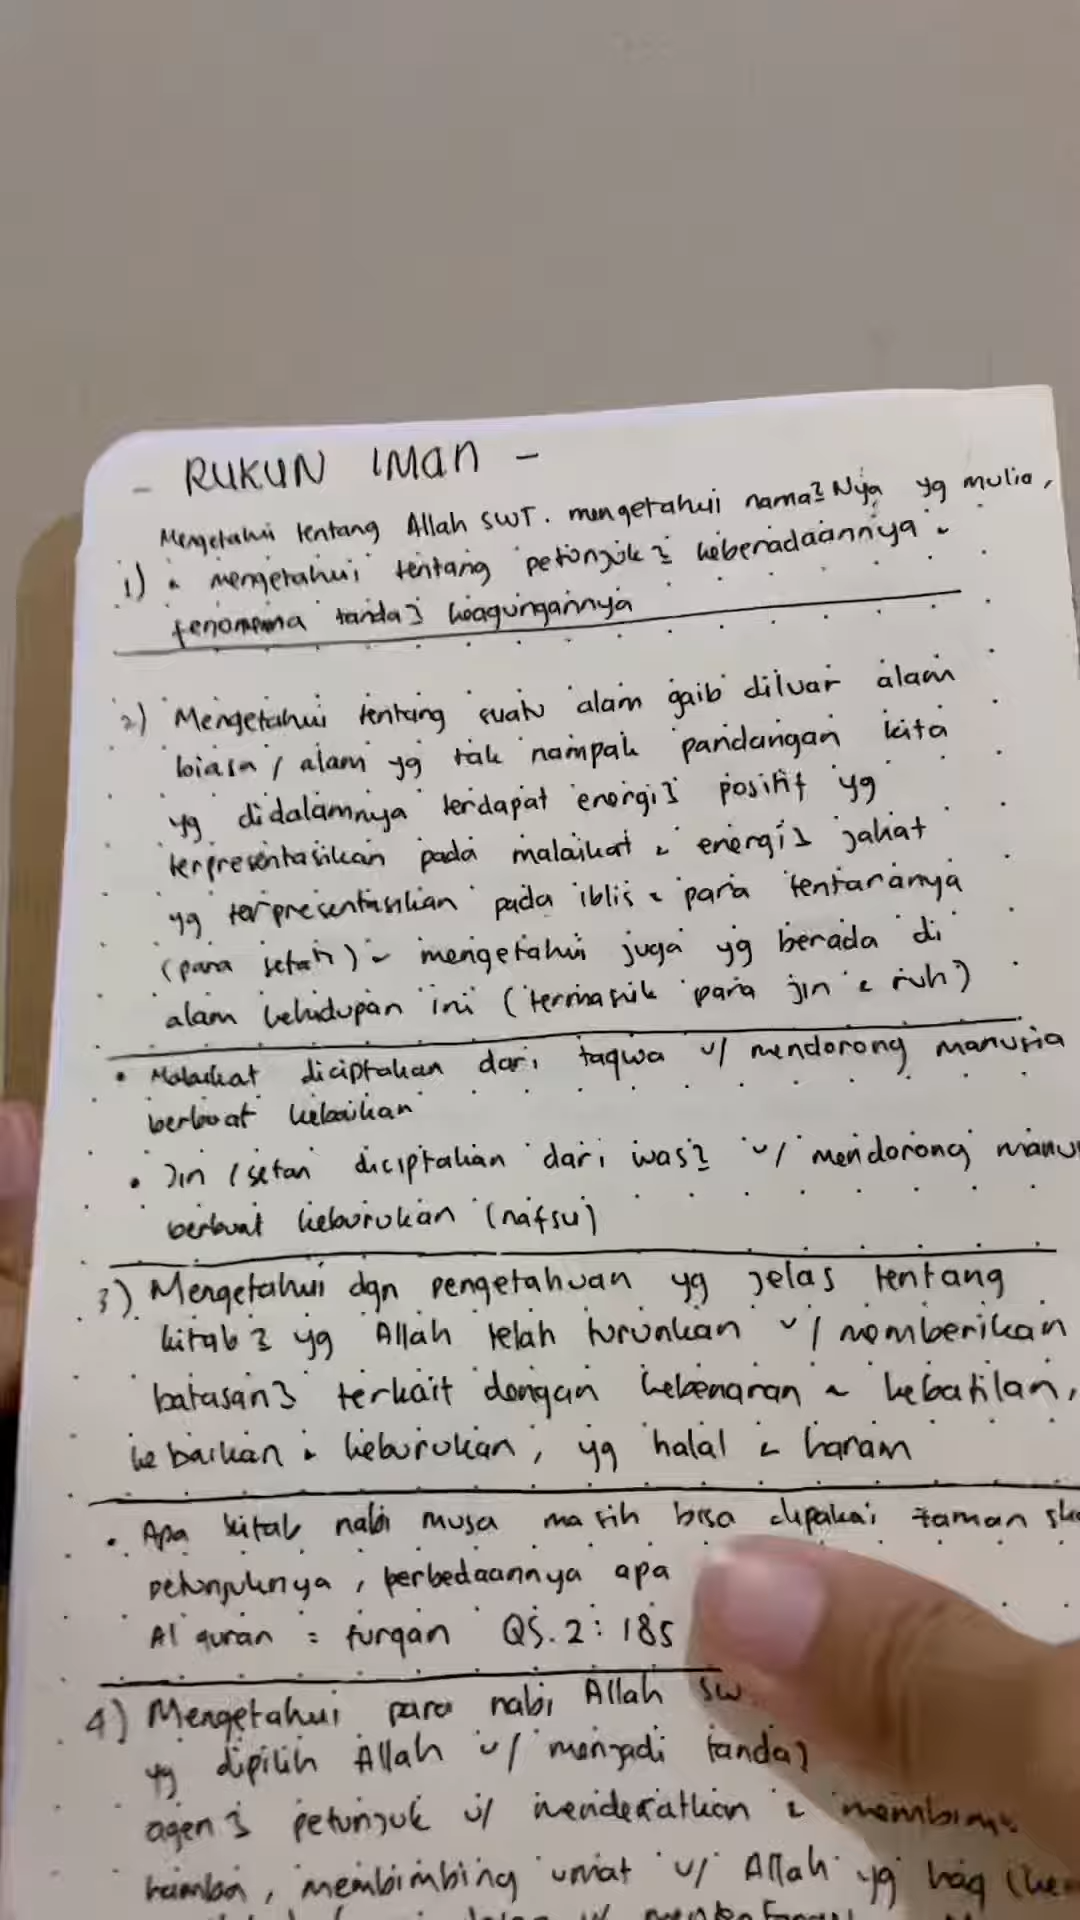 - RUKUN IMAN -
Mengetahui tentang Allah SWT. mengetahui nama2 Nya yg mulia,
1) & mengetahui tentang petunjuk2 keberadaannya &
fenomena tanda2 keagungannya
2) Mengetahui tentang suatu alam gaib diluar alam
biasa / alam yg tak nampak pandangan kita
yg didalamnya terdapat energi2 positif yg
terpresentasikan pada malaikat & energi2 jahat
yg terpresentasikan pada iblis & para tentaranya
(para setan) & mengetahui juga yg berada di
alam kehidupan ini (termasuk para jin & ruh)
• Malaikat diciptakan dari taqwa u/ mendorong manusia
berbuat kebaikan
• Jin / setan diciptakan dari was2 u/ mendorong manu
berbuat keburukan (nafsu)
3) Mengetahui dgn pengetahuan yg jelas tentang
kitab2 yg Allah telah turunkan u/ memberikan
batasan2 terkait dengan kebenaran & kebatilan,
kebaikan & keburukan, yg halal & haram
• Apa kitab nabi musa masih bisa dipakai zaman
petunjuknya, perbedaannya apa
Al quran = furqan QS. 2 : 185
4) Mengetahui para nabi Allah SW
yg dipilih Allah u/ menjadi tanda2
agen2 petunjuk u/ mendekatkan & membim
hamba, membimbing umat u/ Allah yg haq